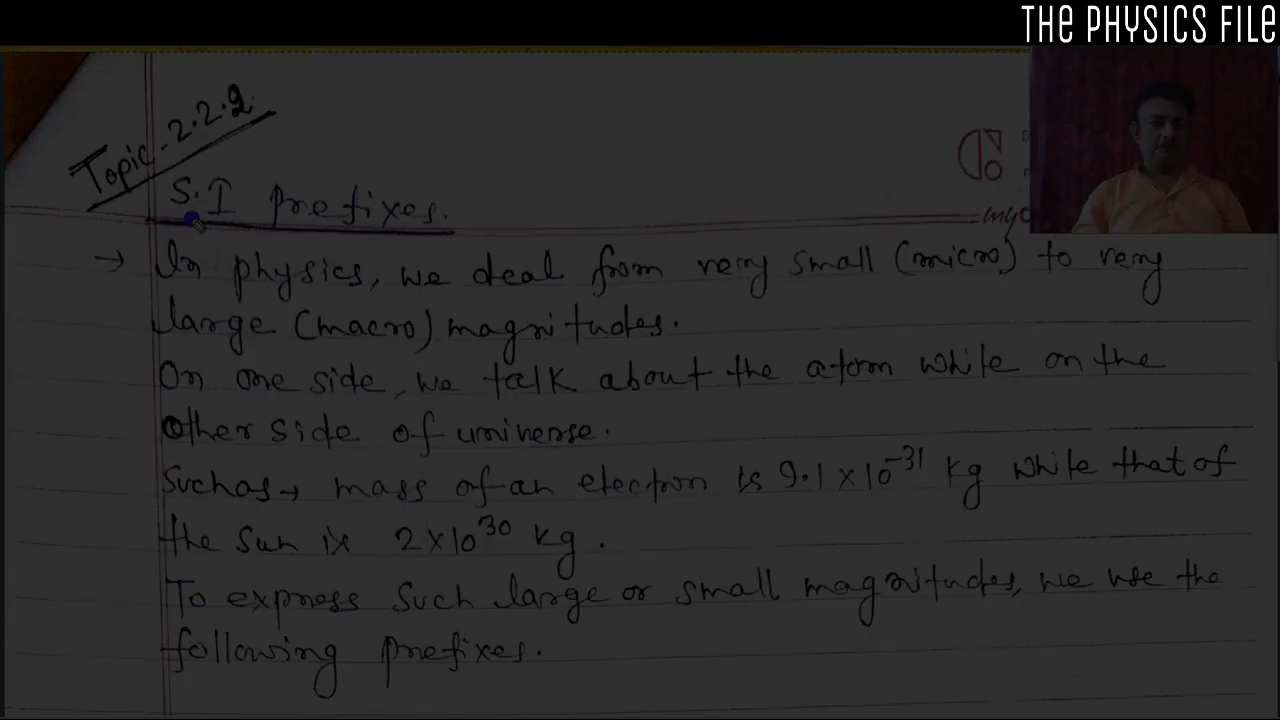 THE PHYSICS FILE
Topic-2.2.2.
S.I prefixes.
→ In physics, we deal from very small (micro) to very
large (macro) magnitudes.
On one side, we talk about the atom while on the
other side of universe.
Such as → mass of an electron is 9.1×10⁻³¹ kg while that of
the sun is 2×10³⁰ kg.
To express such large or small magnitudes, we use the
following prefixes.